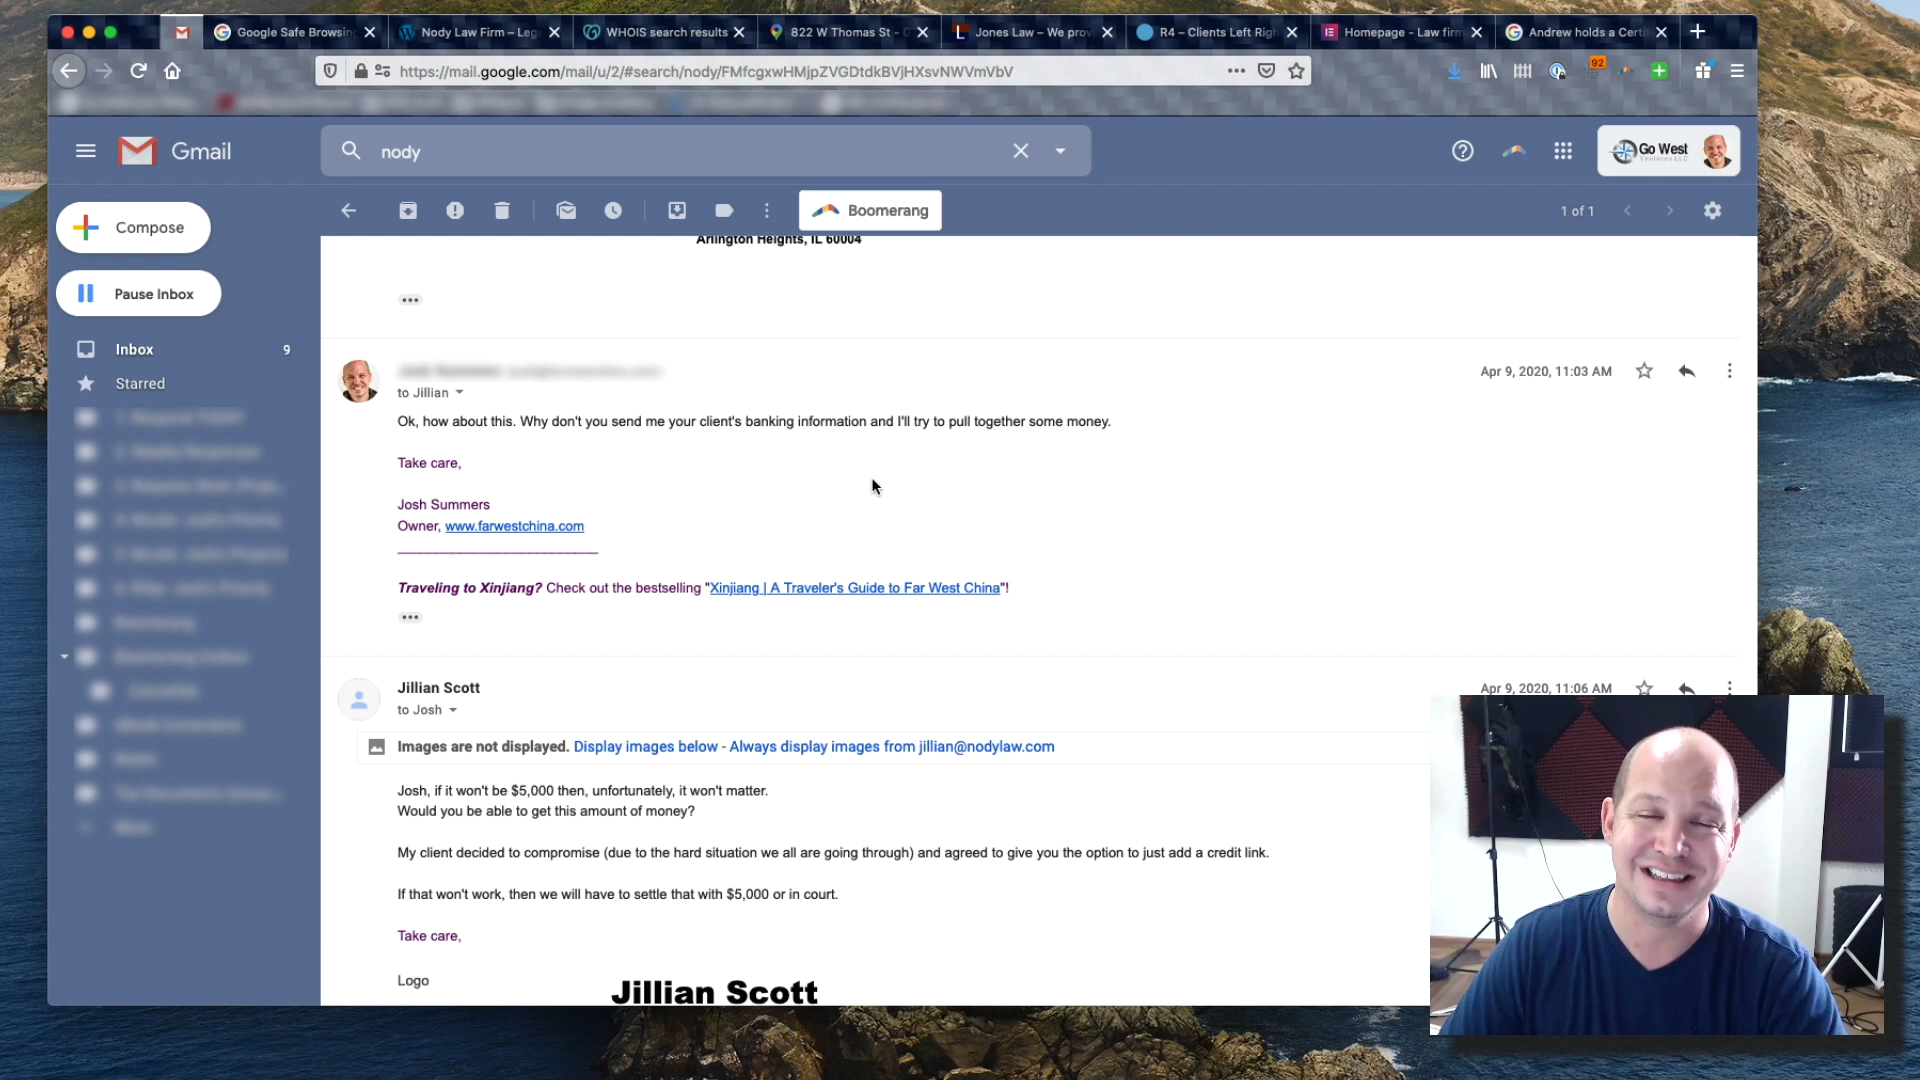 Google Safe Browsin
Nody Law Firm – Leg
WHOIS search results
822 W Thomas St - G
Jones Law – We prov
R4 – Clients Left Righ
Homepage - Law firm
Andrew holds a Certi
https://mail.google.com/mail/u/2/#search/nody/FMfcgxwHMjpZVGDtdkBVjHXsvNWVmVbV
92
Gmail
nody
Go West
Ventures LLC
Compose
Boomerang
1 of 1
Pause Inbox
Inbox 9
Starred
Arlington Heights, IL 60004
Apr 9, 2020, 11:03 AM
to Jillian
Ok, how about this. Why don't you send me your client's banking information and I'll try to pull together some money.
Take care,
Josh Summers
Owner, www.farwestchina.com
Traveling to Xinjiang? Check out the bestselling "Xinjiang | A Traveler's Guide to Far West China"!
Jillian Scott
Apr 9, 2020, 11:06 AM
to Josh
Images are not displayed. Display images below - Always display images from jillian@nodylaw.com
Josh, if it won't be $5,000 then, unfortunately, it won't matter.
Would you be able to get this amount of money?
My client decided to compromise (due to the hard situation we all are going through) and agreed to give you the option to just add a credit link.
If that won't work, then we will have to settle that with $5,000 or in court.
Take care,
Logo
Jillian Scott